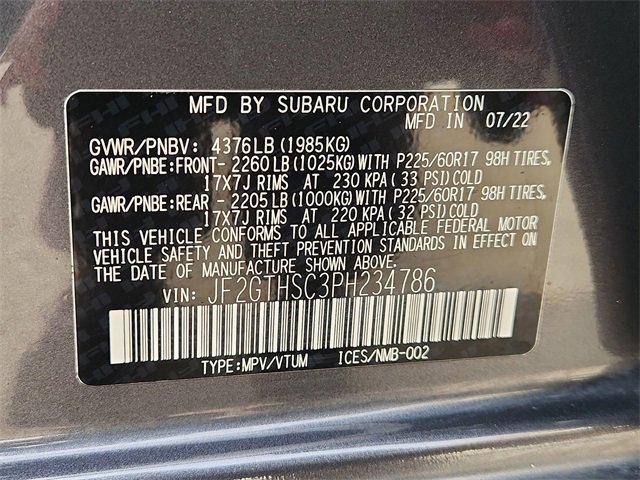 MFD BY SUBARU CORPORATION
MFD IN 07/22
GVWR/PNBV: 4376LB(1985KG)
GAWR/PNBE:FRONT- 2260LB(1025KG)WITH P225/60R17 98H TIRES,
17X7J RIMS AT 230 KPA(33 PSI)COLD
GAWR/PNBE:REAR - 2205LB(1000KG)WITH P225/60R17 98H TIRES,
17X7J RIMS AT 220 KPA(32 PSI)COLD
THIS VEHICLE CONFORMS TO ALL APPLICABLE FEDERAL MOTOR
VEHICLE SAFETY AND THEFT PREVENTION STANDARDS IN EFFECT ON
THE DATE OF MANUFACTURE SHOWN ABOVE.
VIN: JF2GTHSC3PH234786
TYPE:MPV/VTUM ICES/NMB-002